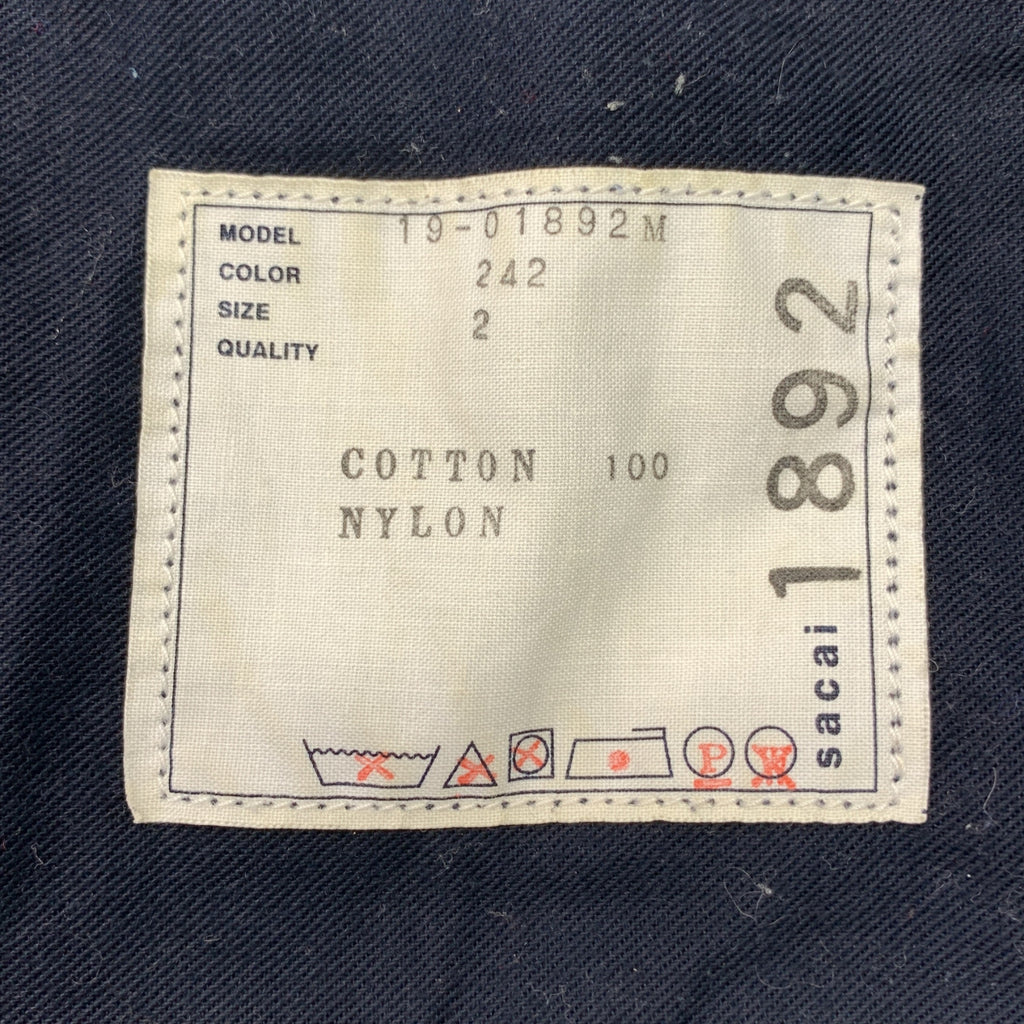 MODEL 19-01892M
COLOR 242
SIZE 2
QUALITY
COTTON 100
NYLON
P W
sacai 1892